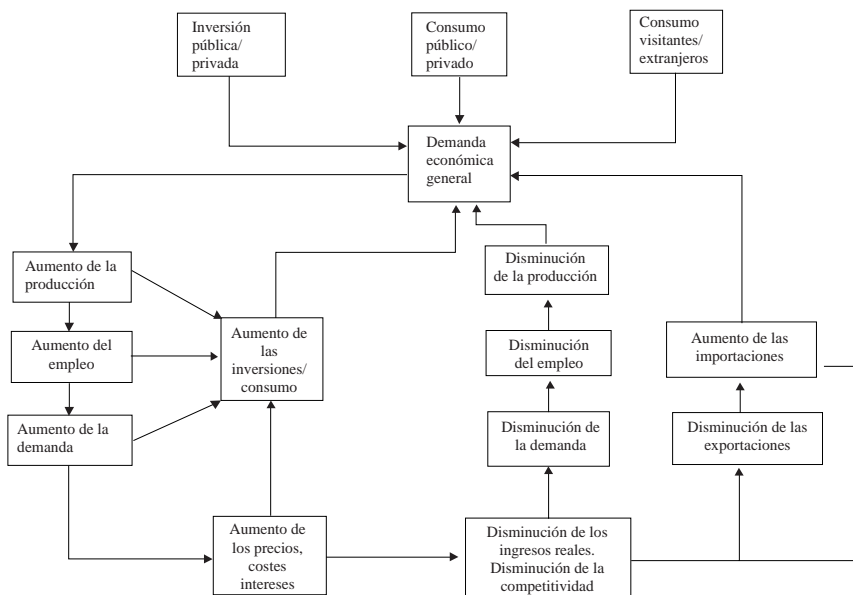 Inversión
pública/
privada
Consumo
público/
privado
Consumo
visitantes/
extranjeros
Demanda
económica
general
Aumento de la
producción
Aumento del
empleo
Aumento de la
demanda
Aumento de
las
inversiones/
consumo
Disminución
de la producción
Disminución
del empleo
Disminución de
la demanda
Aumento de las
importaciones
Disminución de las
exportaciones
Aumento de
los precios,
costes
intereses
Disminución de los
ingresos reales.
Disminución de la
competitividad